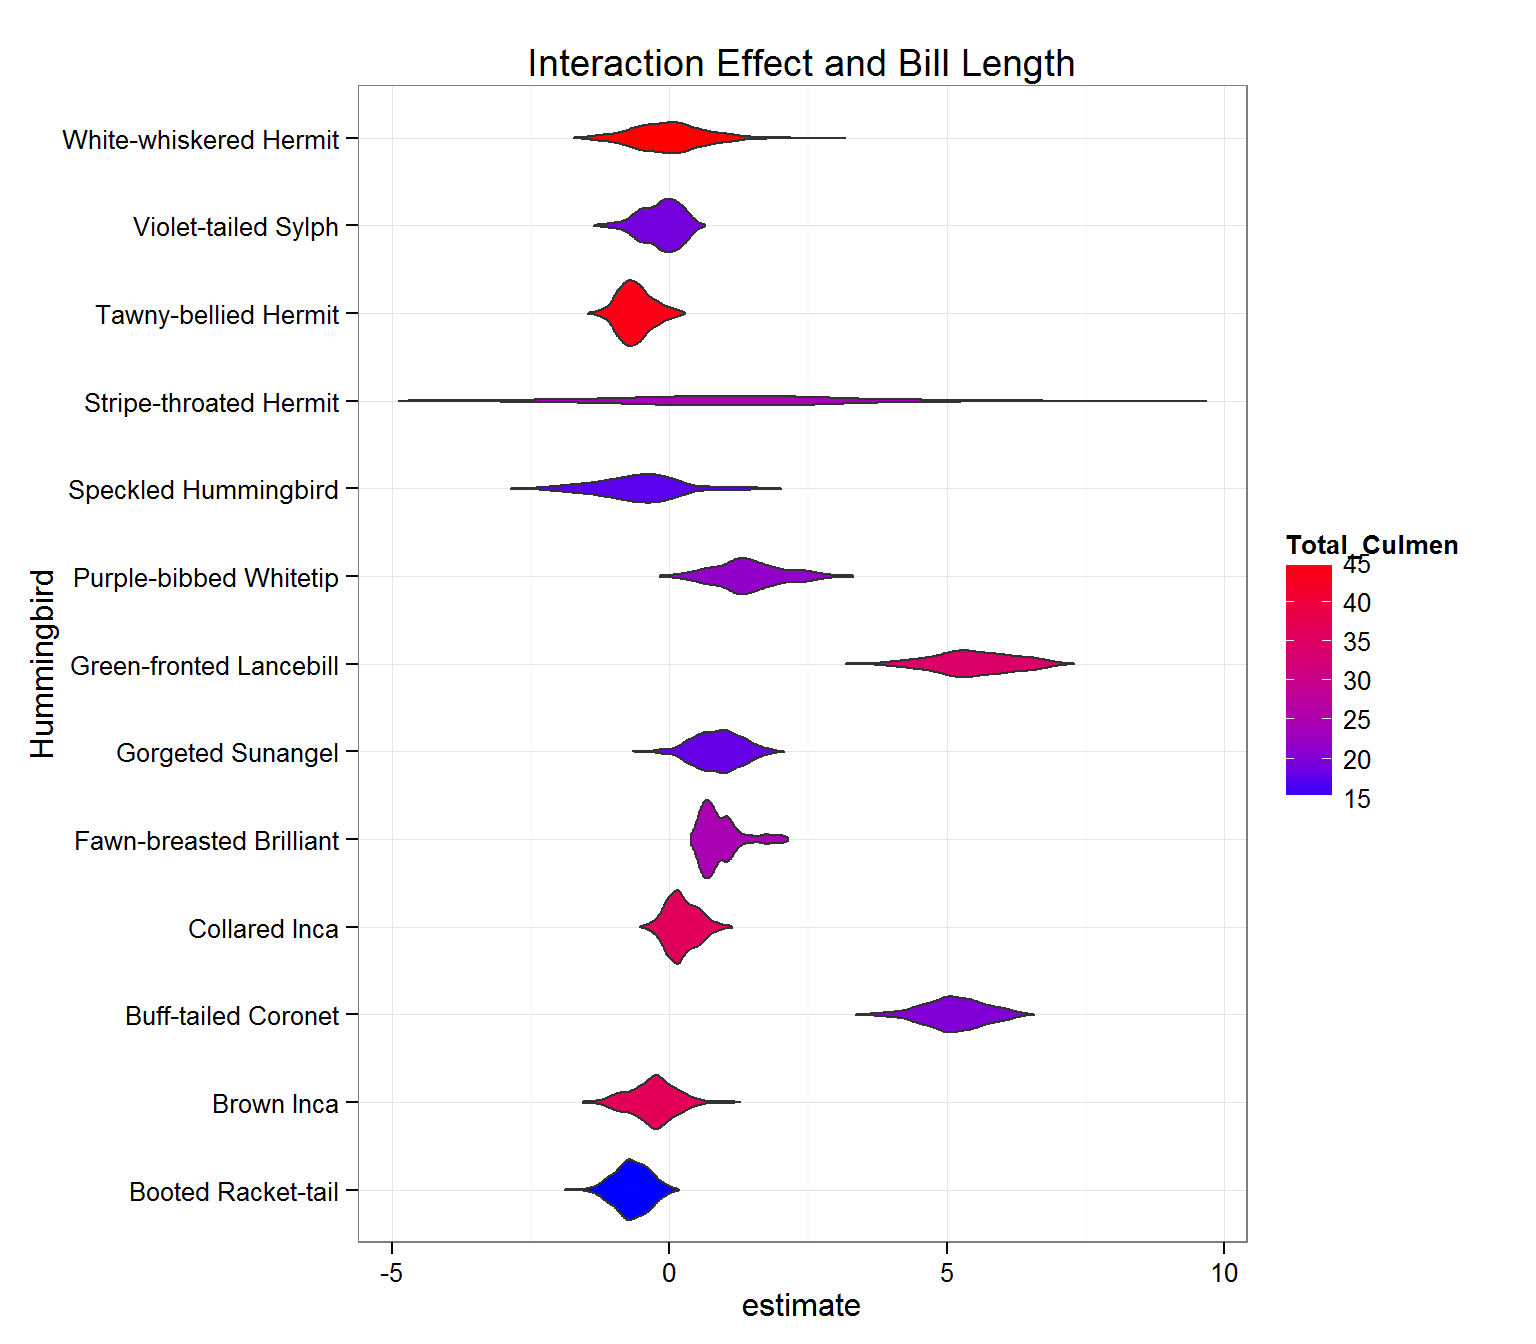 Interaction Effect and Bill Length
White-whiskered Hermit
Violet-tailed Sylph
Tawny-bellied Hermit
Stripe-throated Hermit
Speckled Hummingbird
Purple-bibbed Whitetip
Green-fronted Lancebill
Gorgeted Sunangel
Fawn-breasted Brilliant
Collared Inca
Buff-tailed Coronet
Brown Inca
Booted Racket-tail
Hummingbird
-5
0
5
10
estimate
Total_Culmen
45
40
35
30
25
20
15